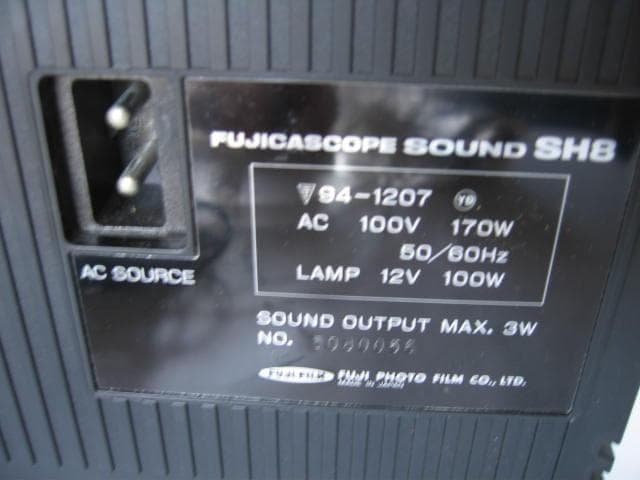 FUJICASCOPE SOUND SH8
94-1207
AC 100V 170W
50/60Hz
LAMP 12V 100W
AC SOURCE
SOUND OUTPUT MAX. 3W
NO.
FUJIFILM FUJI PHOTO FILM CO., LTD.
MADE IN JAPAN